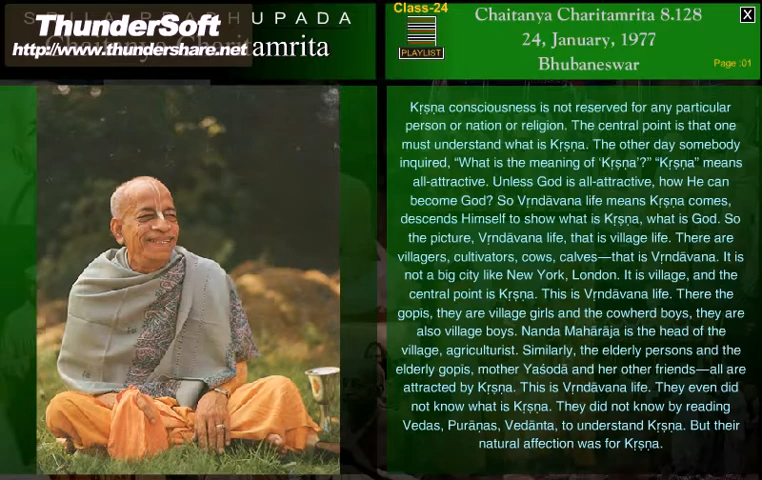 SRILA PRABHUPADA
ThunderSoft
http://www.thundershare.net
Chaitanya Charitamrita
Class-24
PLAYLIST
Chaitanya Charitamrita 8.128
24, January, 1977
Bhubaneswar
X
Page :01
Kṛṣṇa consciousness is not reserved for any particular
person or nation or religion. The central point is that one
must understand what is Kṛṣṇa. The other day somebody
inquired, “What is the meaning of ‘Kṛṣṇa’?” “Kṛṣṇa” means
all-attractive. Unless God is all-attractive, how He can
become God? So Vṛndāvana life means Kṛṣṇa comes,
descends Himself to show what is Kṛṣṇa, what is God. So
the picture, Vṛndāvana life, that is village life. There are
villagers, cultivators, cows, calves—that is Vṛndāvana. It is
not a big city like New York, London. It is village, and the
central point is Kṛṣṇa. This is Vṛndāvana life. There the
gopis, they are village girls and the cowherd boys, they are
also village boys. Nanda Mahārāja is the head of the
village, agriculturist. Similarly, the elderly persons and the
elderly gopis, mother Yaśodā and her other friends—all are
attracted by Kṛṣṇa. This is Vṛndāvana life. They even did
not know what is Kṛṣṇa. They did not know by reading
Vedas, Purāṇas, Vedānta, to understand Kṛṣṇa. But their
natural affection was for Kṛṣṇa.